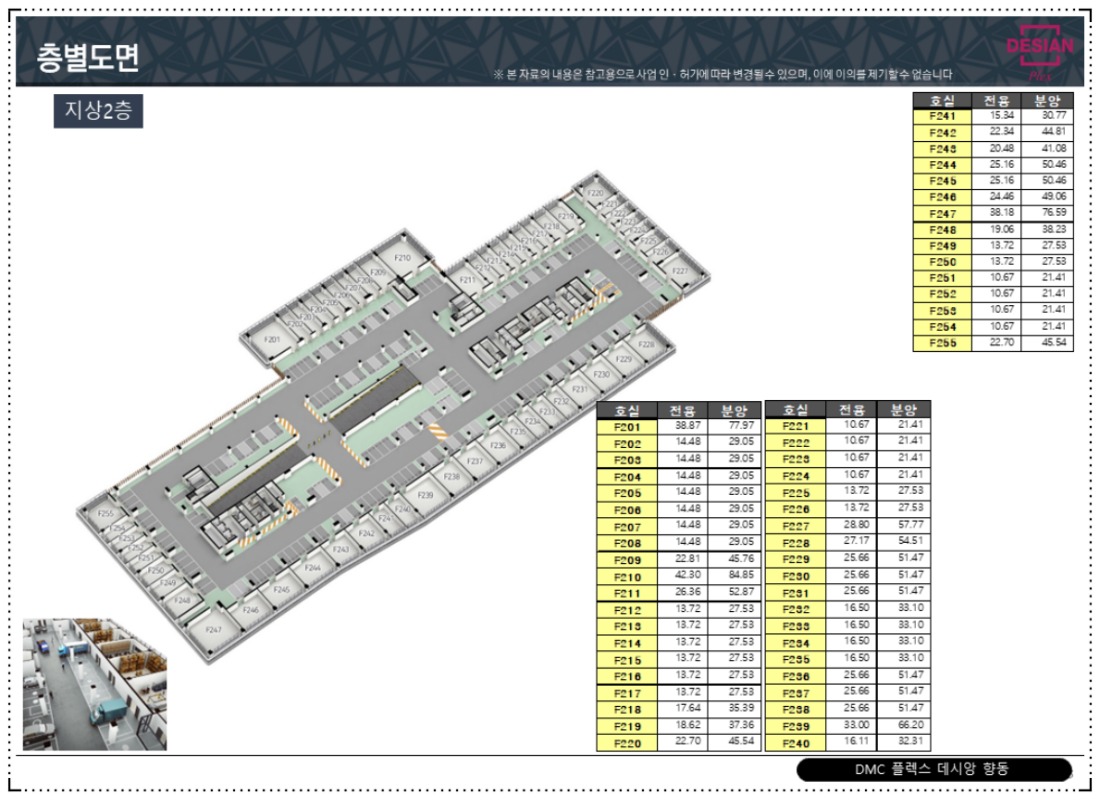 층별도면
※ 본 자료의 내용은 참고용으로 사업 인 · 허가에 따라 변경될 수 있으며, 이에 이의를 제기할 수 없습니다
DESIAN
Plex
지상2층
호실 전용 분양
F241 15.34 30.77
F242 22.34 44.81
F243 20.48 41.08
F244 25.16 50.46
F245 25.16 50.46
F246 24.46 49.06
F247 38.18 76.59
F248 19.06 38.23
F249 13.72 27.53
F250 13.72 27.53
F251 10.67 21.41
F252 10.67 21.41
F253 10.67 21.41
F254 10.67 21.41
F255 22.70 45.54
F220
F221
F222
F223
F224
F225
F226
F227
F219
F218
F217
F216
F215
F214
F213
F212
F211
F210
F209
F208
F207
F206
F205
F204
F203
F202
F201
F228
F229
F230
F231
F232
F233
F234
F235
F236
F237
F238
F239
F240
F241
F242
F243
F244
F245
F246
F247
F248
F249
F250
F251
F252
F253
F254
F255
호실 전용 분양
F201 38.87 77.97
F202 14.48 29.05
F203 14.48 29.05
F204 14.48 29.05
F205 14.48 29.05
F206 14.48 29.05
F207 14.48 29.05
F208 14.48 29.05
F209 22.81 45.76
F210 42.30 84.85
F211 26.36 52.87
F212 13.72 27.53
F213 13.72 27.53
F214 13.72 27.53
F215 13.72 27.53
F216 13.72 27.53
F217 13.72 27.53
F218 17.64 35.39
F219 18.62 37.36
F220 22.70 45.54
호실 전용 분양
F221 10.67 21.41
F222 10.67 21.41
F223 10.67 21.41
F224 10.67 21.41
F225 13.72 27.53
F226 13.72 27.53
F227 28.80 57.77
F228 27.17 54.51
F229 25.66 51.47
F230 25.66 51.47
F231 25.66 51.47
F232 16.50 33.10
F233 16.50 33.10
F234 16.50 33.10
F235 16.50 33.10
F236 25.66 51.47
F237 25.66 51.47
F238 25.66 51.47
F239 33.00 66.20
F240 16.11 32.31
DMC 플렉스 데시앙 향동